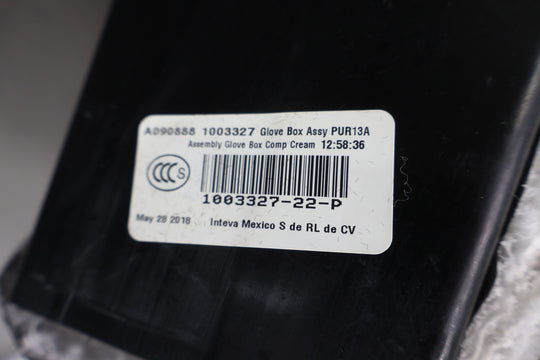 A090888 1003327 Glove Box Assy PUR13A
Assembly Glove Box Comp Cream 12:58:36
CCC S
1003327-22-P
May 28 2018 Inteva Mexico S de RL de CV